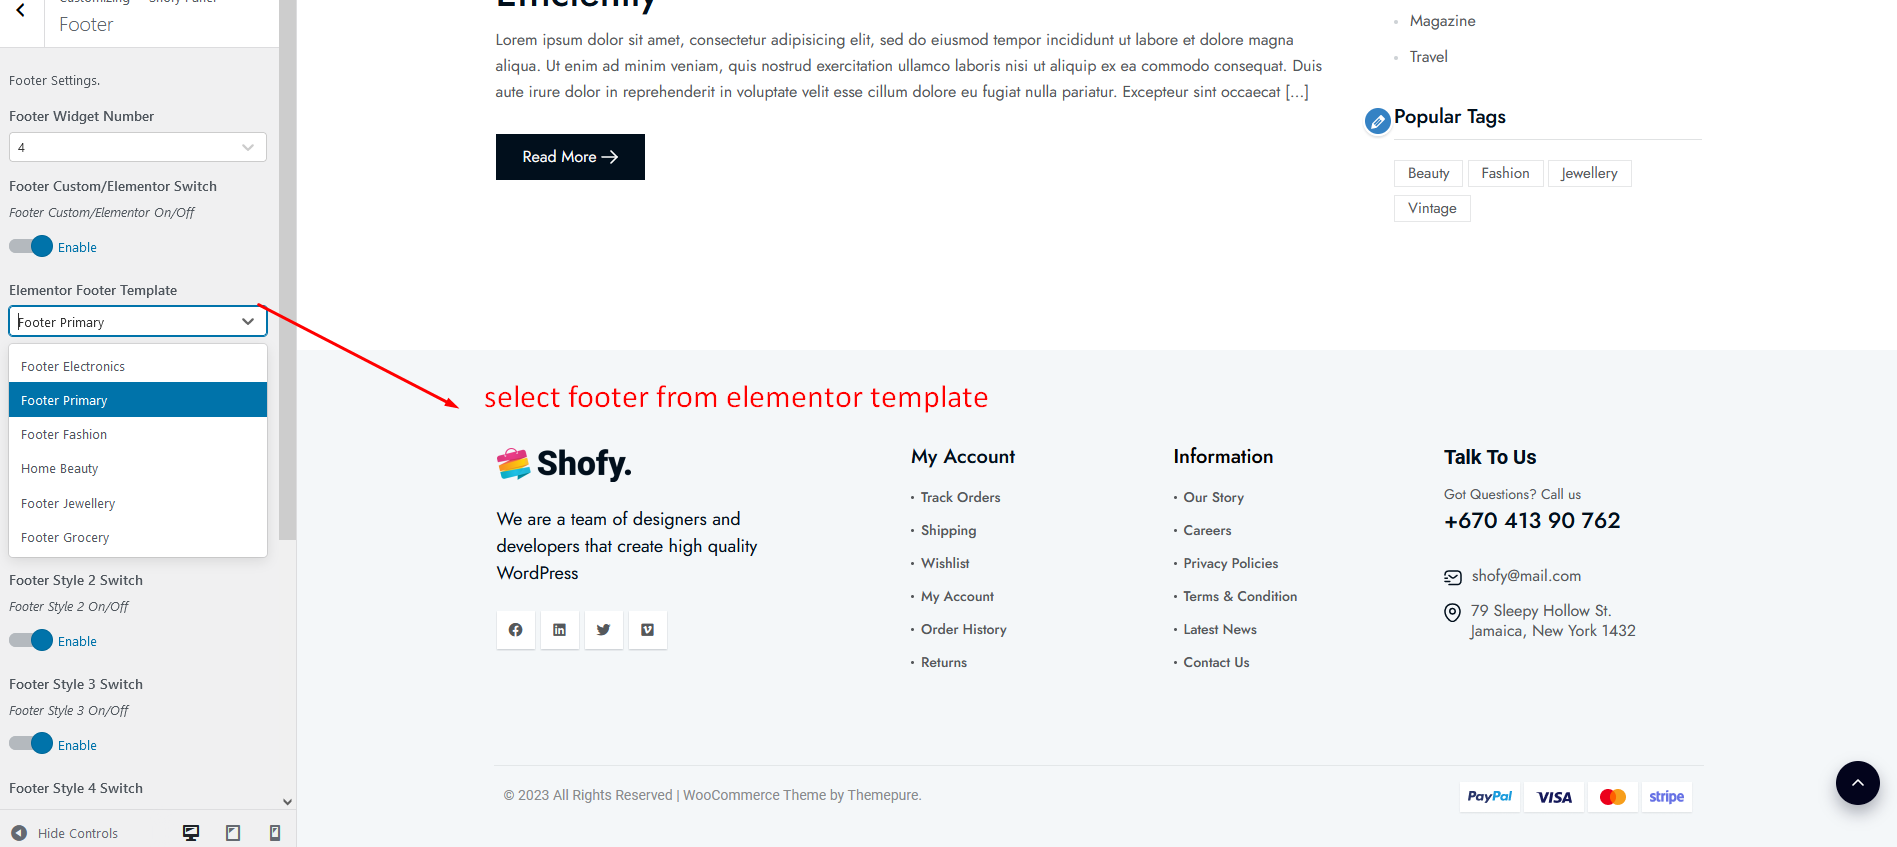 Customizing Shofy Panel
Footer
Footer Settings.
Footer Widget Number
4
Footer Custom/Elementor Switch
Footer Custom/Elementor On/Off
Enable
Elementor Footer Template
Footer Primary
Footer Electronics
Footer Primary
Footer Fashion
Home Beauty
Footer Jewellery
Footer Grocery
Footer Style 2 Switch
Footer Style 2 On/Off
Enable
Footer Style 3 Switch
Footer Style 3 On/Off
Enable
Footer Style 4 Switch
Hide Controls
Efficiently
Lorem ipsum dolor sit amet, consectetur adipisicing elit, sed do eiusmod tempor incididunt ut labore et dolore magna
aliqua. Ut enim ad minim veniam, quis nostrud exercitation ullamco laboris nisi ut aliquip ex ea commodo consequat. Duis
aute irure dolor in reprehenderit in voluptate velit esse cillum dolore eu fugiat nulla pariatur. Excepteur sint occaecat [...]
Read More
Magazine
Travel
Popular Tags
Beauty Fashion Jewellery
Vintage
select footer from elementor template
Shofy.
We are a team of designers and
developers that create high quality
WordPress
My Account
Track Orders
Shipping
Wishlist
My Account
Order History
Returns
Information
Our Story
Careers
Privacy Policies
Terms & Condition
Latest News
Contact Us
Talk To Us
Got Questions? Call us
+670 413 90 762
shofy@mail.com
79 Sleepy Hollow St.
Jamaica, New York 1432
© 2023 All Rights Reserved | WooCommerce Theme by Themepure.
PayPal VISA stripe